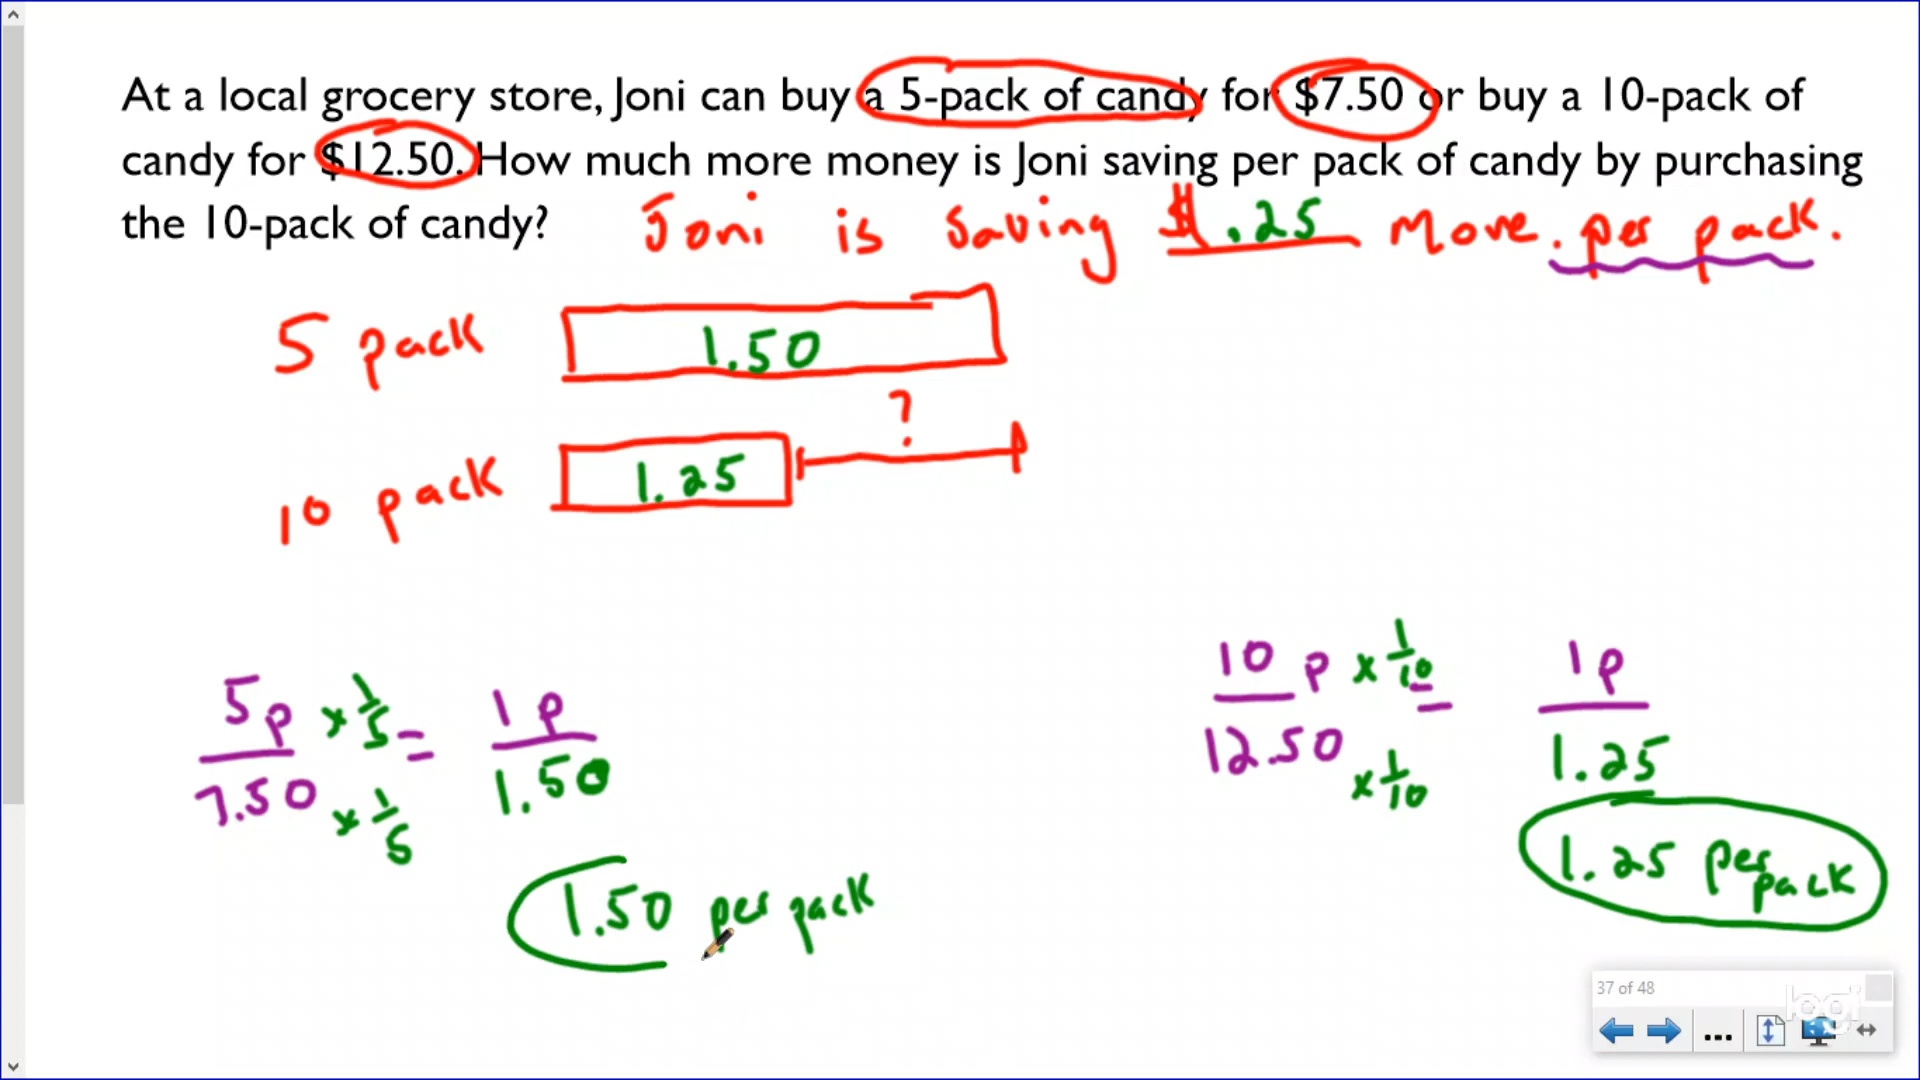 At a local grocery store, Joni can buy a 5-pack of candy for $7.50 or buy a 10-pack of
candy for $12.50. How much more money is Joni saving per pack of candy by purchasing
the 10-pack of candy?
Joni is saving $.25 more. per pack.
5 pack 1.50
?
10 pack 1.25
5p × 1/5 = 1p
7.50 × 1/5 1.50
1.50 per pack
10 p × 1/10 = 1p
12.50 × 1/10 1.25
1.25 per pack
37 of 48
logi
...